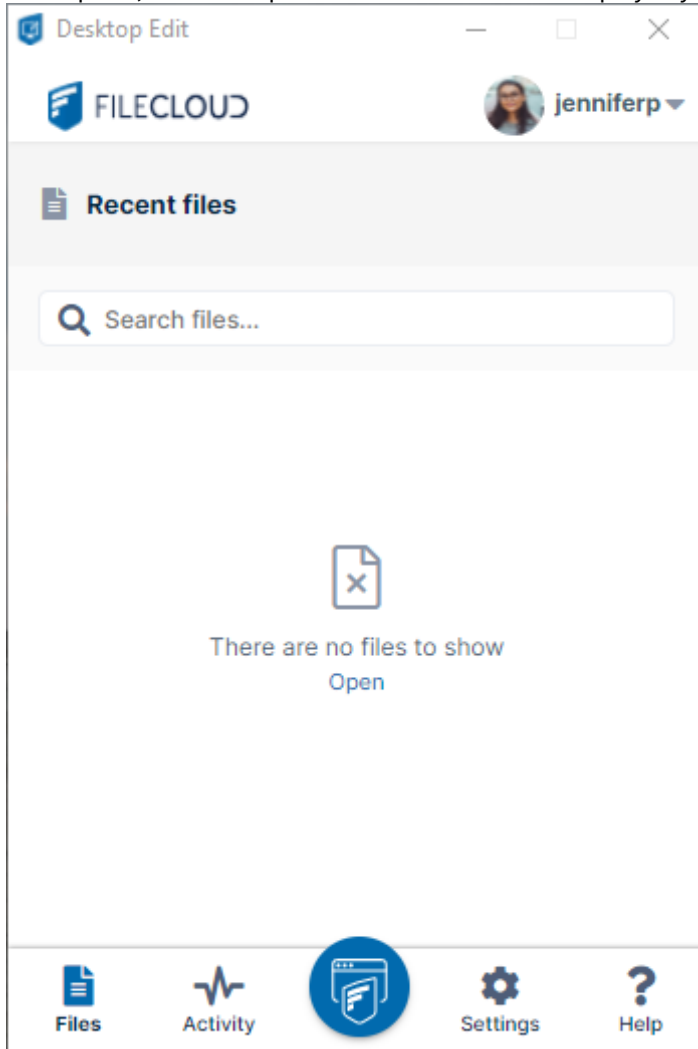 Desktop Edit
FILECLOUD
jenniferp
Recent files
Search files...
There are no files to show
Open
Files
Activity
Settings
Help